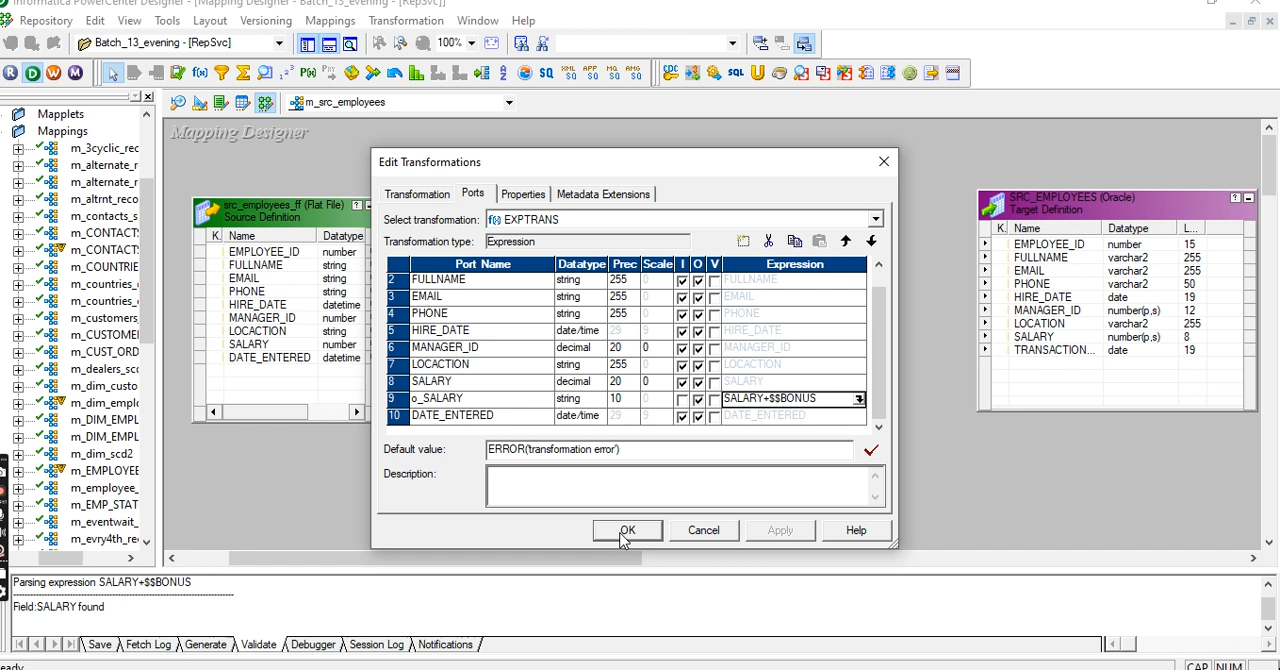 Informatica PowerCenter Designer - [Mapping Designer - Batch_13_evening - [RepSvc]]
Repository Edit View Tools Layout Versioning Mappings Transformation Window Help
Batch_13_evening - [RepSvc] 100%
m_src_employees
Mapplets
Mappings
m_3cyclic_rec
m_alternate_r
m_alternate_r
m_altrnt_reco
m_contacts_s
m_CONTACT:
m_CONTACT:
m_COUNTRIE
m_countries_
m_countries_
m_customers_
m_CUSTOME
m_CUST_ORD
m_dealers_sc
m_dim_custo
m_dim_emplo
m_DIM_EMPL
m_DIM_EMPL
m_dim_scd2
m_EMPLOYEE
m_employee_
m_EMP_STAT
m_eventwait_
m_evry4th_re
Mapping Designer
src_employees_ff (Flat File)
Source Definition
K. Name Datatype
EMPLOYEE_ID number
FULLNAME string
EMAIL string
PHONE string
HIRE_DATE datetime
MANAGER_ID number
LOCACTION string
SALARY number
DATE_ENTERED datetime
Edit Transformations
Transformation Ports Properties Metadata Extensions
Select transformation: f(x) EXPTRANS
Transformation type: Expression
Port Name Datatype Prec Scale I O V Expression
2 FULLNAME string 255 0 FULLNAME
3 EMAIL string 255 0 EMAIL
4 PHONE string 255 0 PHONE
5 HIRE_DATE date/time 29 9 HIRE_DATE
6 MANAGER_ID decimal 20 0 MANAGER_ID
7 LOCACTION string 255 0 LOCACTION
8 SALARY decimal 20 0 SALARY
9 o_SALARY string 10 0 SALARY+$$BONUS
10 DATE_ENTERED date/time 29 9 DATE_ENTERED
Default value: ERROR('transformation error')
Description:
OK Cancel Apply Help
SRC_EMPLOYEES (Oracle)
Target Definition
K. Name Datatype L...
EMPLOYEE_ID number 15
FULLNAME varchar2 255
EMAIL varchar2 255
PHONE varchar2 50
HIRE_DATE date 19
MANAGER_ID number(p,s) 12
LOCATION varchar2 255
SALARY number(p,s) 8
TRANSACTION... date 19
Parsing expression SALARY+$$BONUS
Field:SALARY found
Save Fetch Log Generate Validate Debugger Session Log Notifications
eady CAP NUM